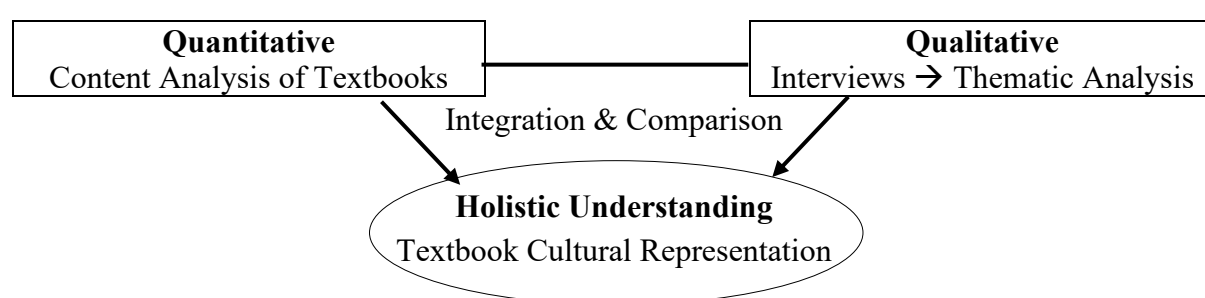 Quantitative
Content Analysis of Textbooks
Qualitative
Interviews → Thematic Analysis
Integration & Comparison
Holistic Understanding
Textbook Cultural Representation